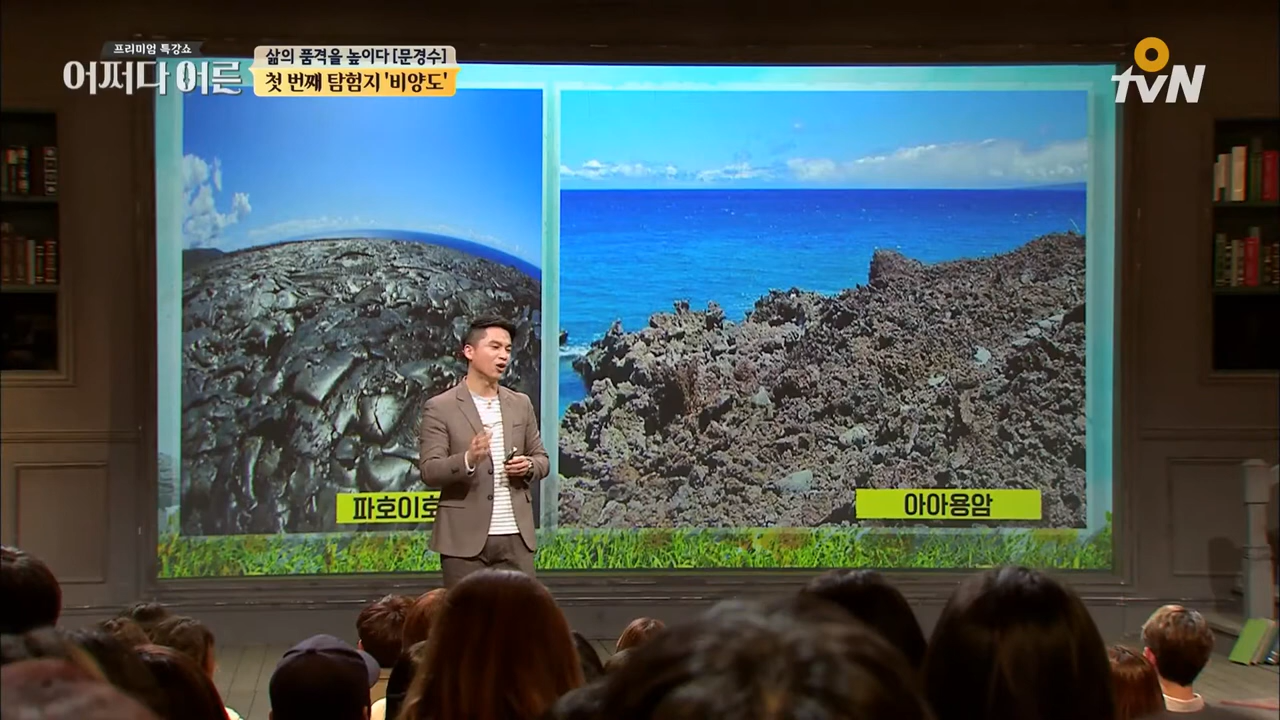 프리미엄 특강쇼
어쩌다 어른
삶의 품격을 높이다 [문경수]
첫 번째 탐험지 '비양도'
tvN
파호이호
아아용암